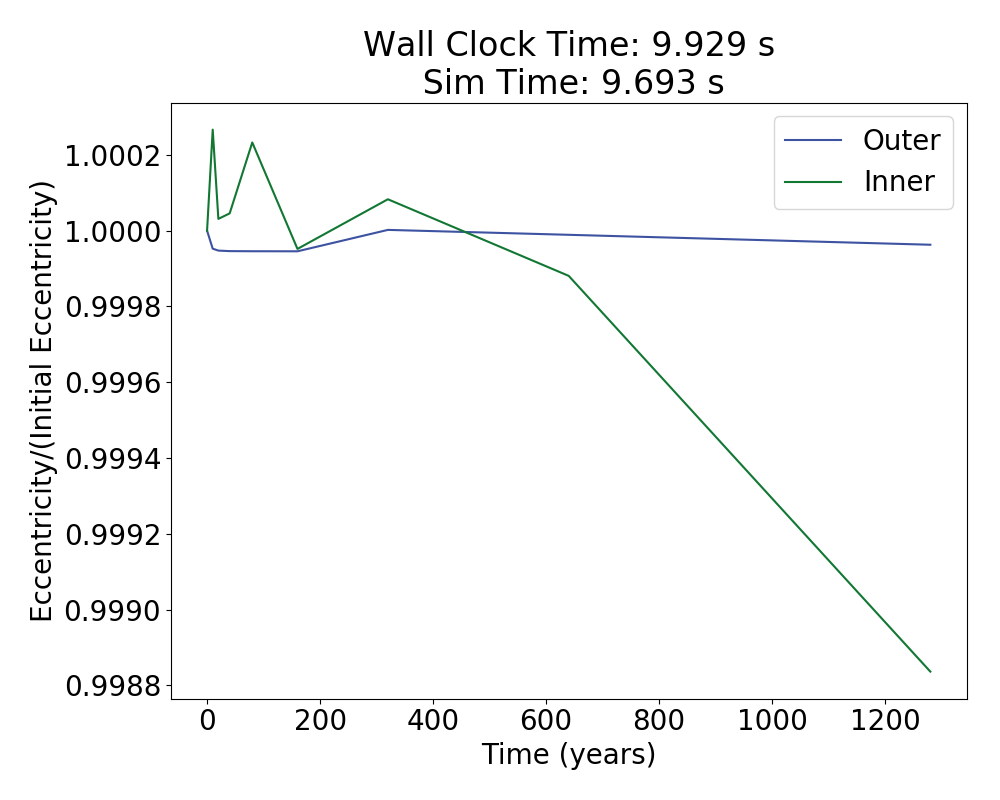 Wall Clock Time: 9.929 s
Sim Time: 9.693 s
Outer
Inner
1.0002
1.0000
0.9998
0.9996
0.9994
0.9992
0.9990
0.9988
Eccentricity/(Initial Eccentricity)
0 200 400 600 800 1000 1200
Time (years)